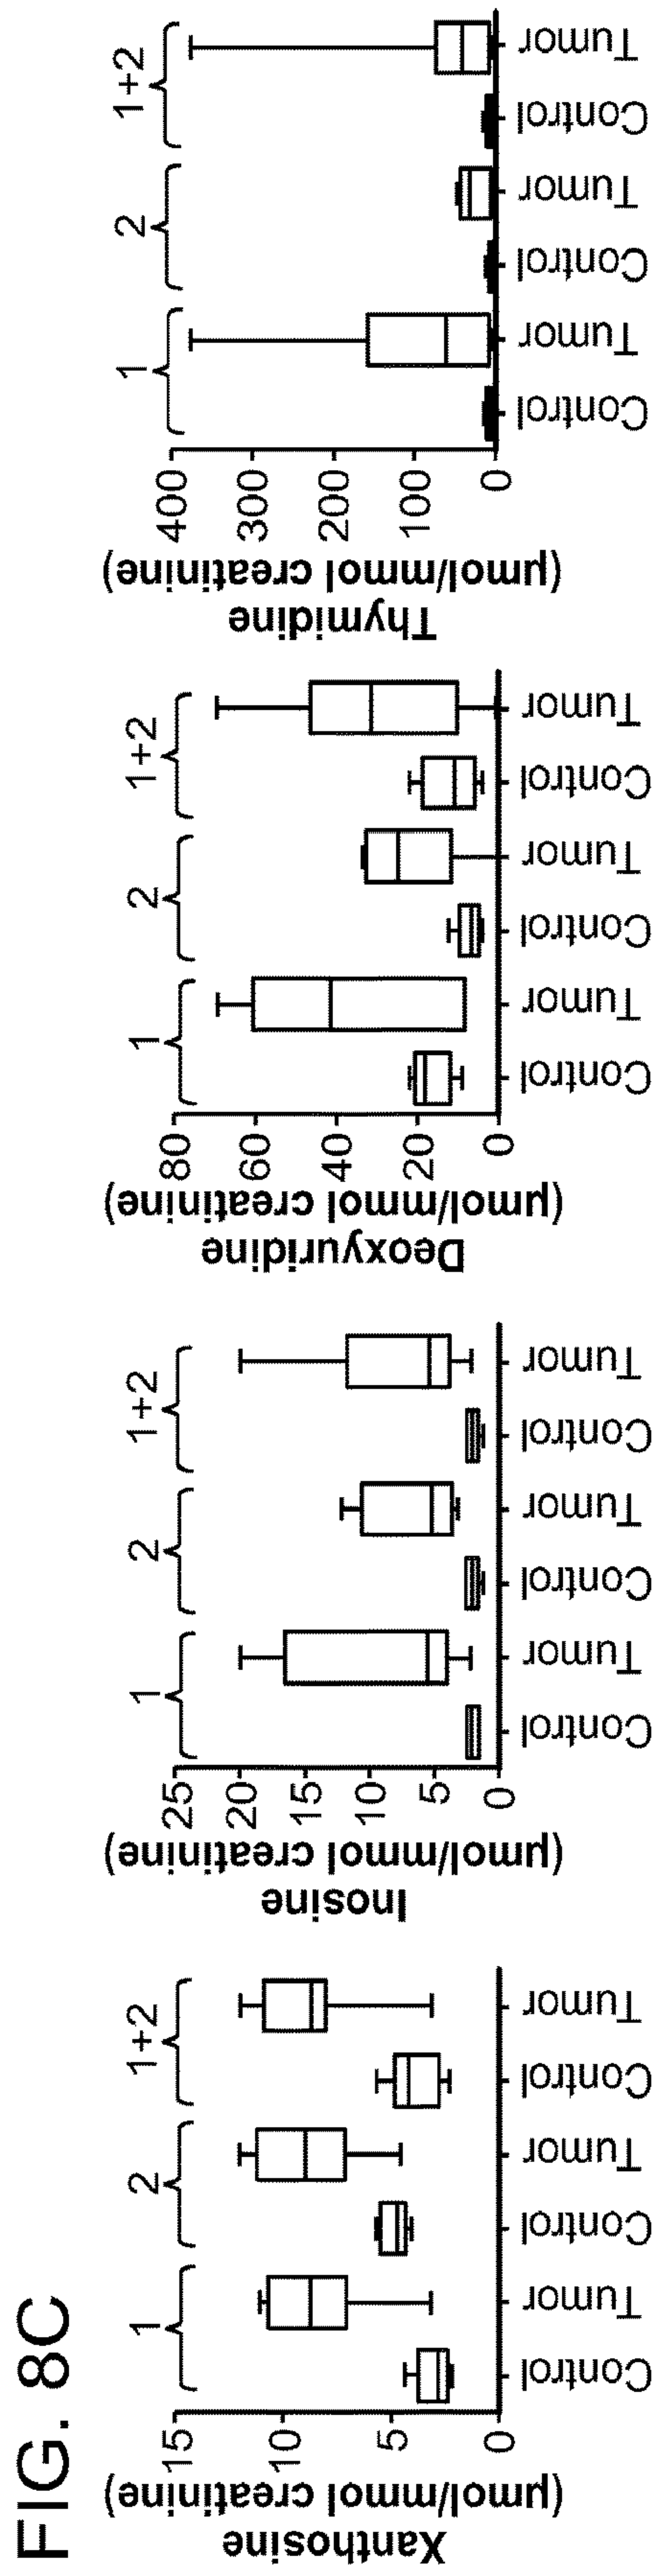 FIG. 8C
Xanthosine
(µmol/mmol creatinine)
15
10
5
0
1
2
1+2
Control
Tumor
Control
Tumor
Control
Tumor
Inosine
(µmol/mmol creatinine)
25
20
15
10
5
0
1
2
1+2
Control
Tumor
Control
Tumor
Control
Tumor
Deoxyuridine
(µmol/mmol creatinine)
80
60
40
20
0
1
2
1+2
Control
Tumor
Control
Tumor
Control
Tumor
Thymidine
(µmol/mmol creatinine)
400
300
200
100
0
1
2
1+2
Control
Tumor
Control
Tumor
Control
Tumor